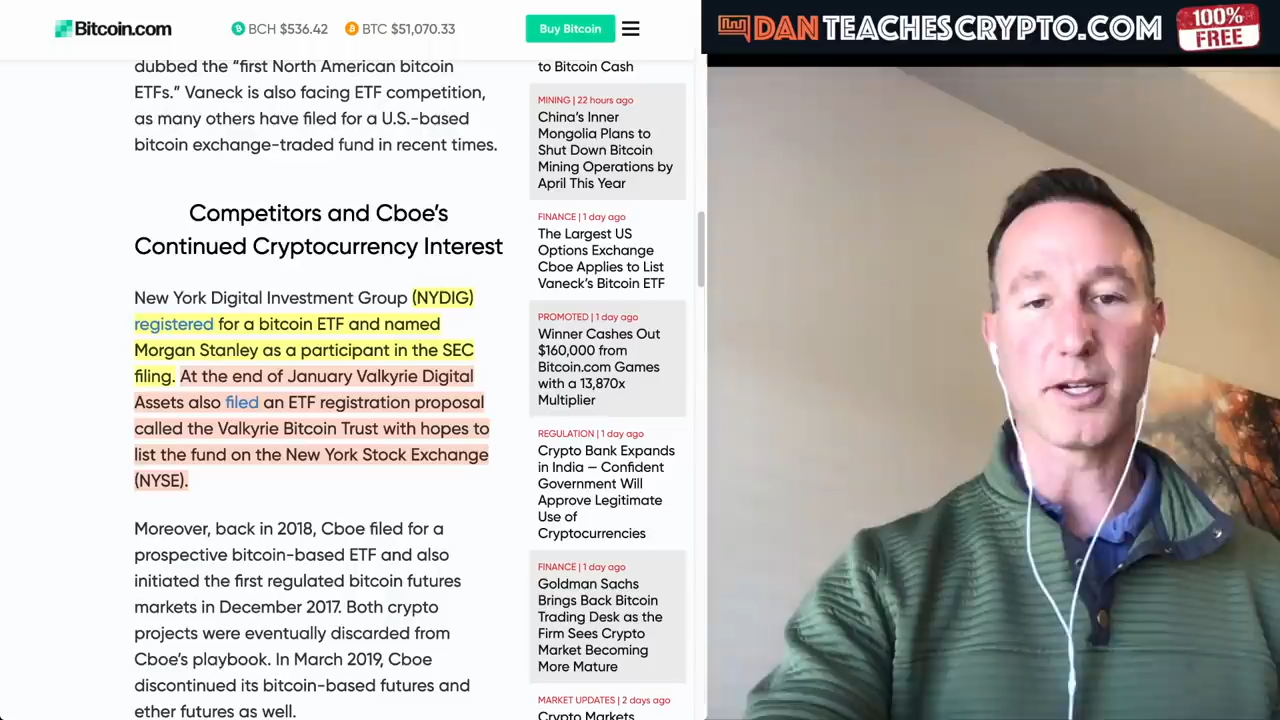 Bitcoin.com
BCH $536.42
BTC $51,070.33
Buy Bitcoin
DANTEACHESCRYPTO.COM
100%
FREE
dubbed the “first North American bitcoin
ETFs.” Vaneck is also facing ETF competition,
as many others have filed for a U.S.-based
bitcoin exchange-traded fund in recent times.
Competitors and Cboe’s
Continued Cryptocurrency Interest
New York Digital Investment Group (NYDIG)
registered for a bitcoin ETF and named
Morgan Stanley as a participant in the SEC
filing. At the end of January Valkyrie Digital
Assets also filed an ETF registration proposal
called the Valkyrie Bitcoin Trust with hopes to
list the fund on the New York Stock Exchange
(NYSE).
Moreover, back in 2018, Cboe filed for a
prospective bitcoin-based ETF and also
initiated the first regulated bitcoin futures
markets in December 2017. Both crypto
projects were eventually discarded from
Cboe’s playbook. In March 2019, Cboe
discontinued its bitcoin-based futures and
ether futures as well.
to Bitcoin Cash
MINING | 22 hours ago
China’s Inner
Mongolia Plans to
Shut Down Bitcoin
Mining Operations by
April This Year
FINANCE | 1 day ago
The Largest US
Options Exchange
Cboe Applies to List
Vaneck’s Bitcoin ETF
PROMOTED | 1 day ago
Winner Cashes Out
$160,000 from
Bitcoin.com Games
with a 13,870x
Multiplier
REGULATION | 1 day ago
Crypto Bank Expands
in India — Confident
Government Will
Approve Legitimate
Use of
Cryptocurrencies
FINANCE | 1 day ago
Goldman Sachs
Brings Back Bitcoin
Trading Desk as the
Firm Sees Crypto
Market Becoming
More Mature
MARKET UPDATES | 2 days ago
Crypto Markets